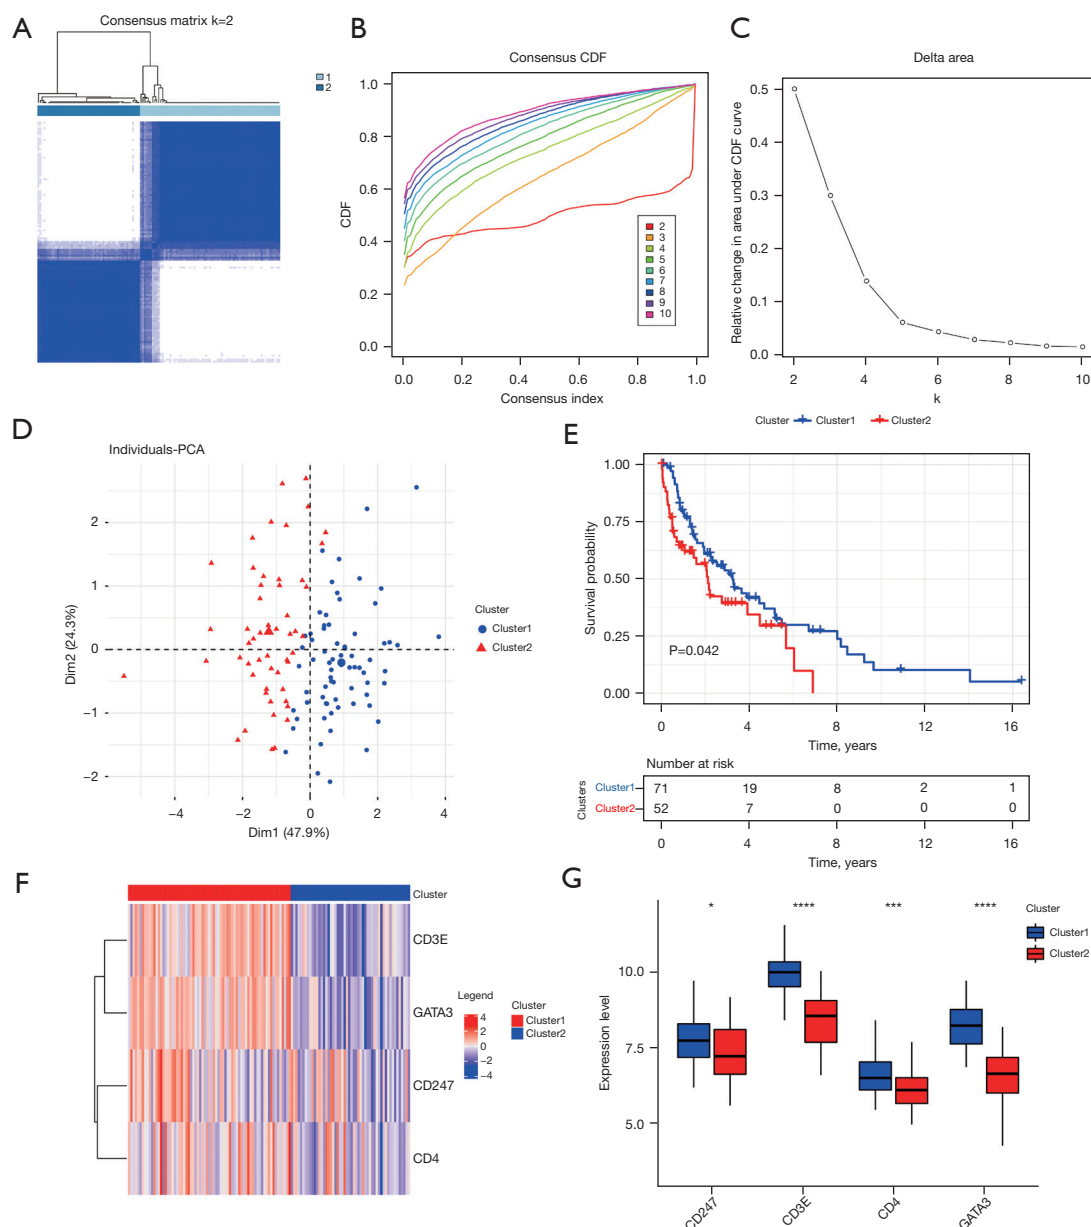 A
Consensus matrix k=2
1
2
B
Consensus CDF
CDF
1.0
0.8
0.6
0.4
0.2
0.0
2
3
4
5
6
7
8
9
10
0.0 0.2 0.4 0.6 0.8 1.0
Consensus index
C
Delta area
Relative change in area under CDF curve
0.5
0.4
0.3
0.2
0.1
0.0
2 4 6 8 10
k
D
Individuals-PCA
Dim2 (24.3%)
2
1
0
−1
−2
−4 −2 0 2 4
Dim1 (47.9%)
Cluster
Cluster1
Cluster2
E
Cluster Cluster1 Cluster2
Survival probability
1.00
0.75
0.50
0.25
0.00
P=0.042
0 4 8 12 16
Time, years
Number at risk
Clusters
Cluster1 71 19 8 2 1
Cluster2 52 7 0 0 0
0 4 8 12 16
Time, years
F
Cluster
CD3E
GATA3
CD247
CD4
Legend
4
2
0
−2
−4
Cluster
Cluster1
Cluster2
G
Expression level
10.0
7.5
5.0
* **** *** ****
Cluster
Cluster1
Cluster2
CD247 CD3E CD4 GATA3